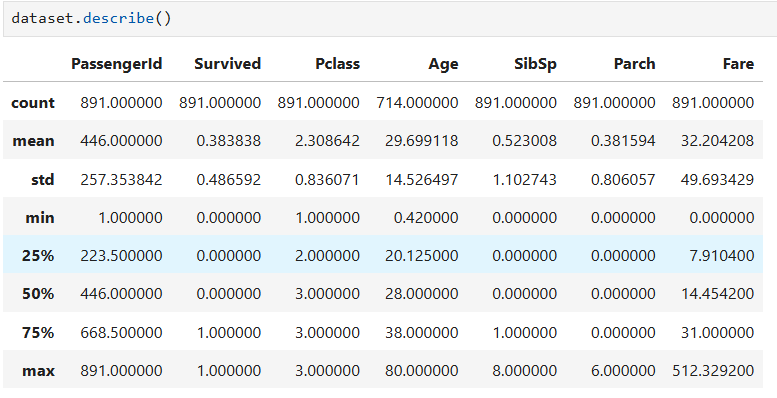 dataset.describe()
PassengerId Survived Pclass Age SibSp Parch Fare
count 891.000000 891.000000 891.000000 714.000000 891.000000 891.000000 891.000000
mean 446.000000 0.383838 2.308642 29.699118 0.523008 0.381594 32.204208
std 257.353842 0.486592 0.836071 14.526497 1.102743 0.806057 49.693429
min 1.000000 0.000000 1.000000 0.420000 0.000000 0.000000 0.000000
25% 223.500000 0.000000 2.000000 20.125000 0.000000 0.000000 7.910400
50% 446.000000 0.000000 3.000000 28.000000 0.000000 0.000000 14.454200
75% 668.500000 1.000000 3.000000 38.000000 1.000000 0.000000 31.000000
max 891.000000 1.000000 3.000000 80.000000 8.000000 6.000000 512.329200